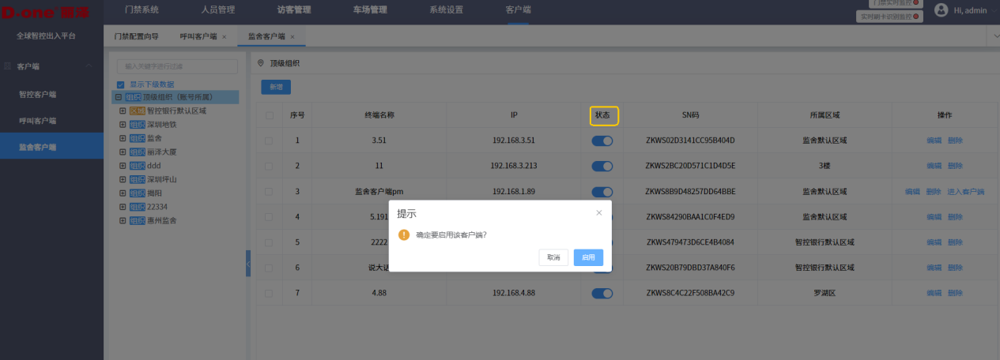 D-one 丽泽
全球智控出入平台
门禁系统
人员管理
访客管理
车场管理
系统设置
客户端
门禁实时监控
实时刷卡识别监控
Hi, admin
客户端
智控客户端
呼叫客户端
监舍客户端
门禁配置向导
呼叫客户端 ×
监舍客户端 ×
输入关键字进行过滤
显示下级数据
组织 顶级组织（账号所属）
区域 智控银行默认区域
组织 深圳地铁
组织 监舍
组织 丽泽大厦
组织 ddd
组织 深圳坪山
组织 揭阳
组织 22334
组织 惠州监舍
顶级组织
新增
序号 终端名称 IP 状态 SN码 所属区域 操作
1 3.51 192.168.3.51 ZKWS02D3141CC95B404D 监舍默认区域 编辑 删除
2 11 192.168.3.213 ZKWS2BC20D571C1D4D5E 3楼 编辑 删除
3 监舍客户端pm 192.168.1.89 ZKWS8B9D48257DD64BBE 监舍默认区域 编辑 删除 进入客户端
4 5.191 ZKWS84290BAA1C0F4ED9 监舍默认区域 编辑 删除
5 2222 ZKWS479473D6CE4B4084 智控银行默认区域 编辑 删除
6 说大话 ZKWS20B79DBD37A840F6 智控银行默认区域 编辑 删除
7 4.88 192.168.4.88 ZKWS8C4C22F508BA42C9 罗湖区 编辑 删除
提示 ×
确定要启用该客户端?
取消
启用